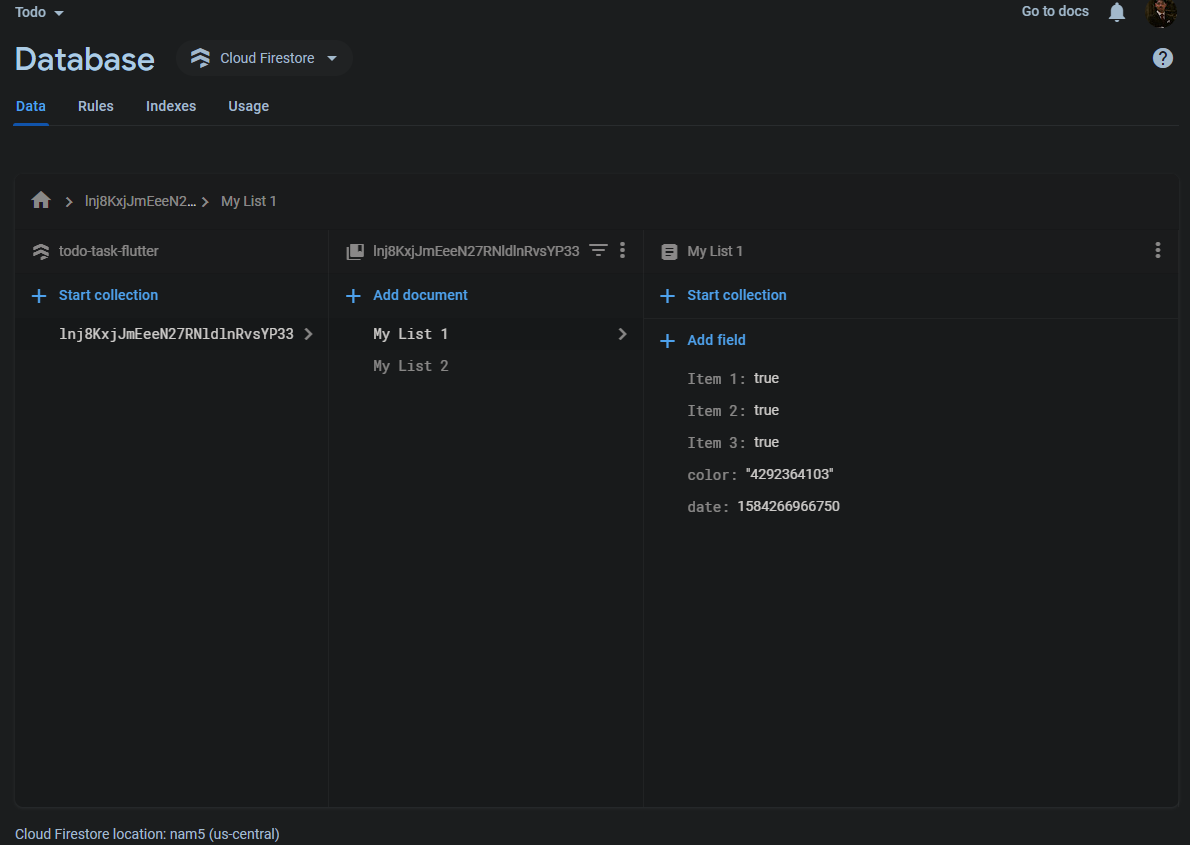 Todo
Go to docs
Database
Cloud Firestore
Data
Rules
Indexes
Usage
lnj8KxjJmEeeN2...
My List 1
todo-task-flutter
lnj8KxjJmEeeN27RNldlnRvsYP33
My List 1
Start collection
Add document
Start collection
lnj8KxjJmEeeN27RNldlnRvsYP33
My List 1
My List 2
Add field
Item 1: true
Item 2: true
Item 3: true
color: "4292364103"
date: 1584266966750
Cloud Firestore location: nam5 (us-central)